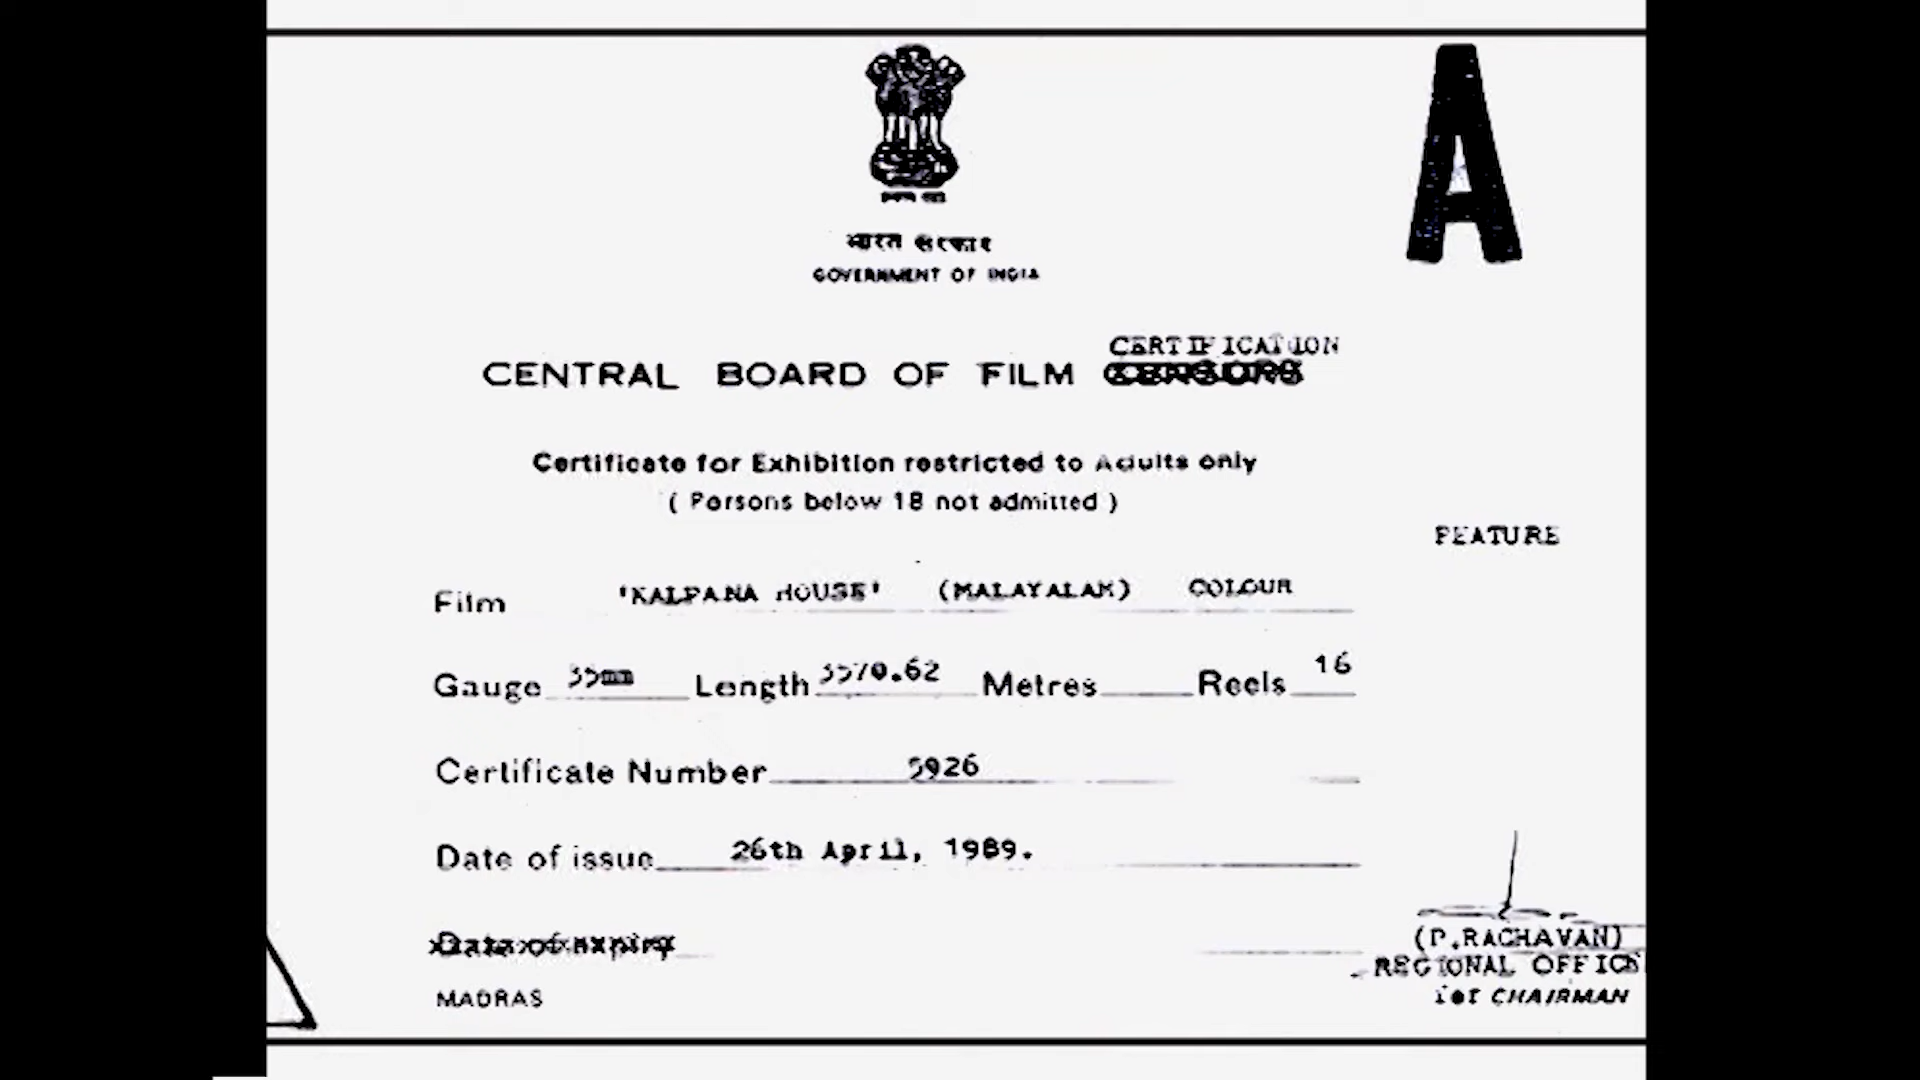 A
भारत सरकार
GOVERNMENT OF INDIA
CERTIFICATION
CENTRAL BOARD OF FILM CENSORS
Certificate for Exhibition restricted to Adults only
( Persons below 18 not admitted )
FEATURE
Film 'KALPANA HOUSE' (MALAYALAM) COLOUR
Gauge 35mm Length 3570.62 Metres Reels 16
Certificate Number 5926
Date of issue 26th April, 1989.
Date of expiry
(P.RAGHAVAN)
REGIONAL OFFICE
MADRAS
for CHAIRMAN